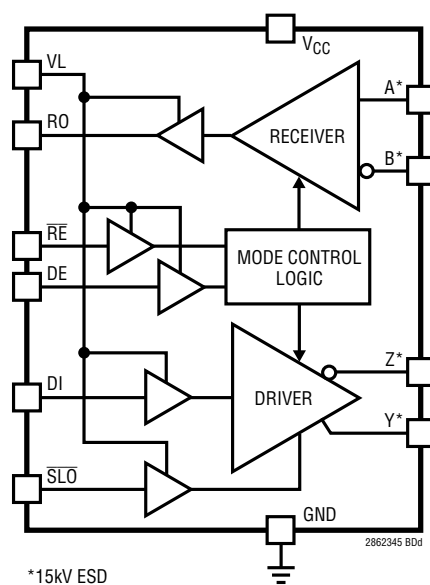 VCC
VL
A*
RO
RECEIVER
B*
RE
MODE CONTROL
LOGIC
DE
Z*
DI
DRIVER
Y*
SLO
GND
2862345 BDd
*15kV ESD